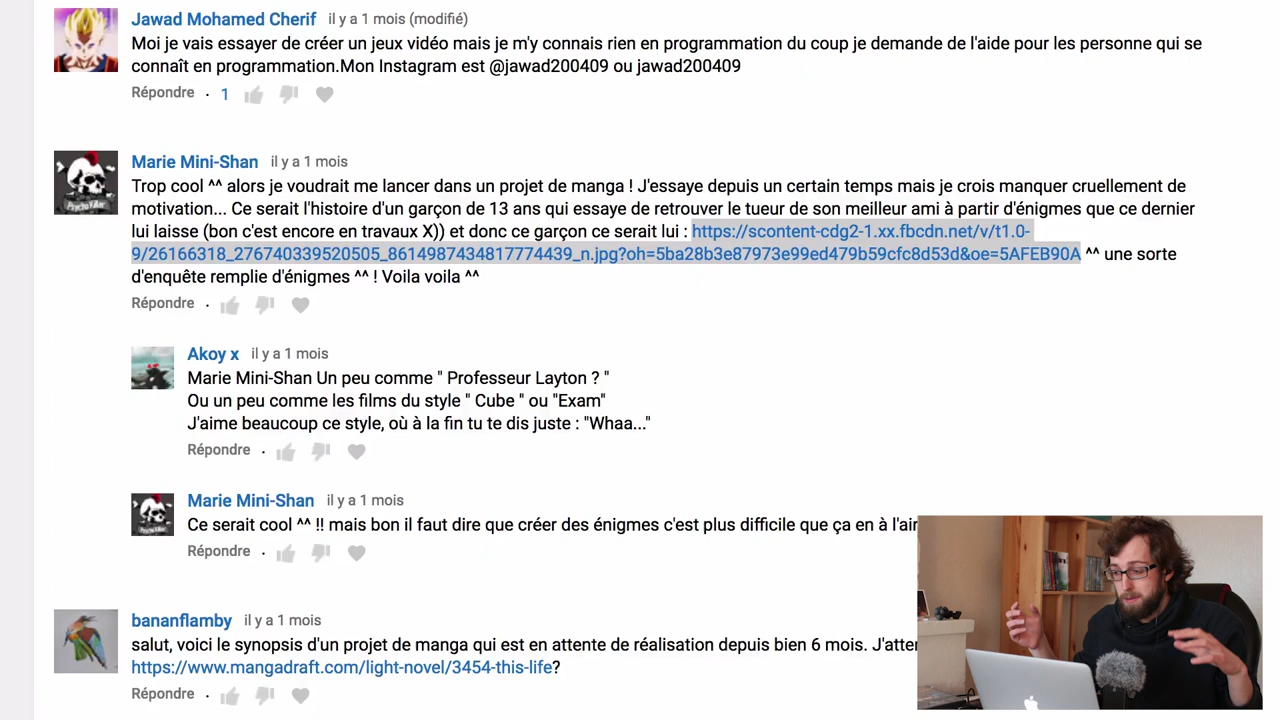 Jawad Mohamed Cherif il y a 1 mois (modifié)
Moi je vais essayer de créer un jeux vidéo mais je m'y connais rien en programmation du coup je demande de l'aide pour les personne qui se
connaît en programmation.Mon Instagram est @jawad200409 ou jawad200409
Répondre · 1
Marie Mini-Shan il y a 1 mois
Trop cool ^^ alors je voudrait me lancer dans un projet de manga ! J'essaye depuis un certain temps mais je crois manquer cruellement de
motivation... Ce serait l'histoire d'un garçon de 13 ans qui essaye de retrouver le tueur de son meilleur ami à partir d'énigmes que ce dernier
lui laisse (bon c'est encore en travaux X)) et donc ce garçon ce serait lui : https://scontent-cdg2-1.xx.fbcdn.net/v/t1.0-
9/26166318_276740339520505_8614987434817774439_n.jpg?oh=5ba28b3e87973e99ed479b59cfc8d53d&oe=5AFEB90A ^^ une sorte
d'enquête remplie d'énigmes ^^ ! Voila voila ^^
Répondre ·
Akoy x il y a 1 mois
Marie Mini-Shan Un peu comme " Professeur Layton ? "
Ou un peu comme les films du style " Cube " ou "Exam"
J'aime beaucoup ce style, où à la fin tu te dis juste : "Whaa..."
Répondre ·
Marie Mini-Shan il y a 1 mois
Ce serait cool ^^ !! mais bon il faut dire que créer des énigmes c'est plus difficile que ça en à l'air
Répondre ·
bananflamby il y a 1 mois
salut, voici le synopsis d'un projet de manga qui est en attente de réalisation depuis bien 6 mois. J'atten
https://www.mangadraft.com/light-novel/3454-this-life?
Répondre ·